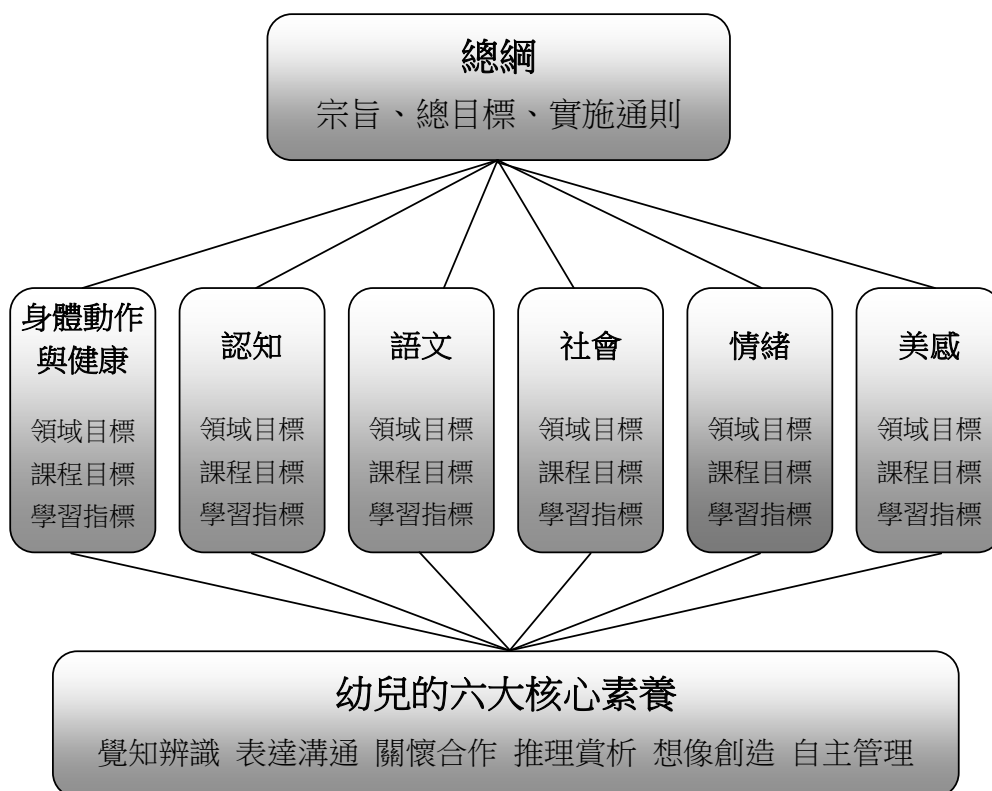 總綱
宗旨、總目標、實施通則
身體動作
與健康
領域目標
課程目標
學習指標
認知
領域目標
課程目標
學習指標
語文
領域目標
課程目標
學習指標
社會
領域目標
課程目標
學習指標
情緒
領域目標
課程目標
學習指標
美感
領域目標
課程目標
學習指標
幼兒的六大核心素養
覺知辨識 表達溝通 關懷合作 推理賞析 想像創造 自主管理